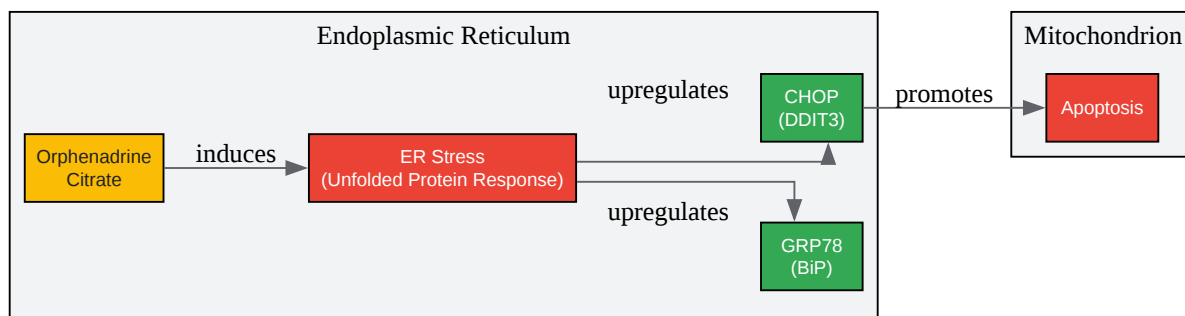 Endoplasmic Reticulum
Mitochondrion
upregulates
CHOP
(DDIT3)
promotes
Apoptosis
Orphenadrine
Citrate
induces
ER Stress
(Unfolded Protein Response)
upregulates
GRP78
(BiP)